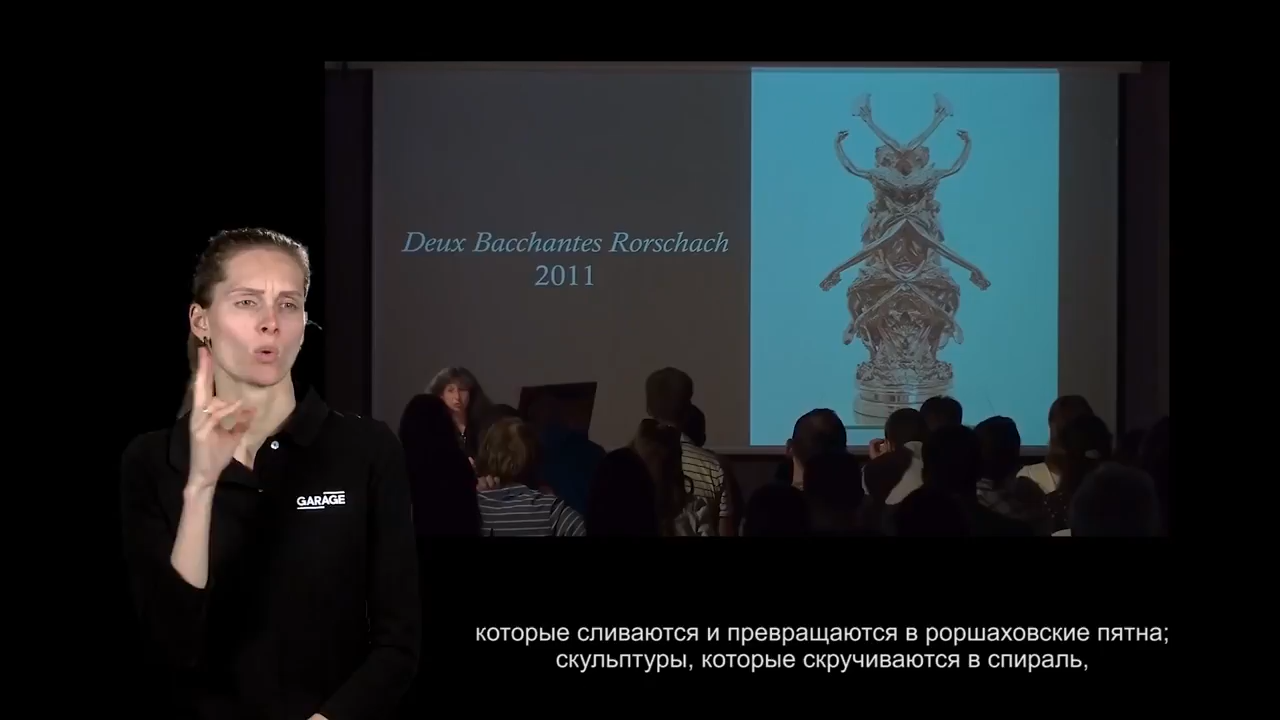 Deux Bacchantes Rorschach
2011
GARAGE
которые сливаются и превращаются в роршаховские пятна;
скульптуры, которые скручиваются в спираль,